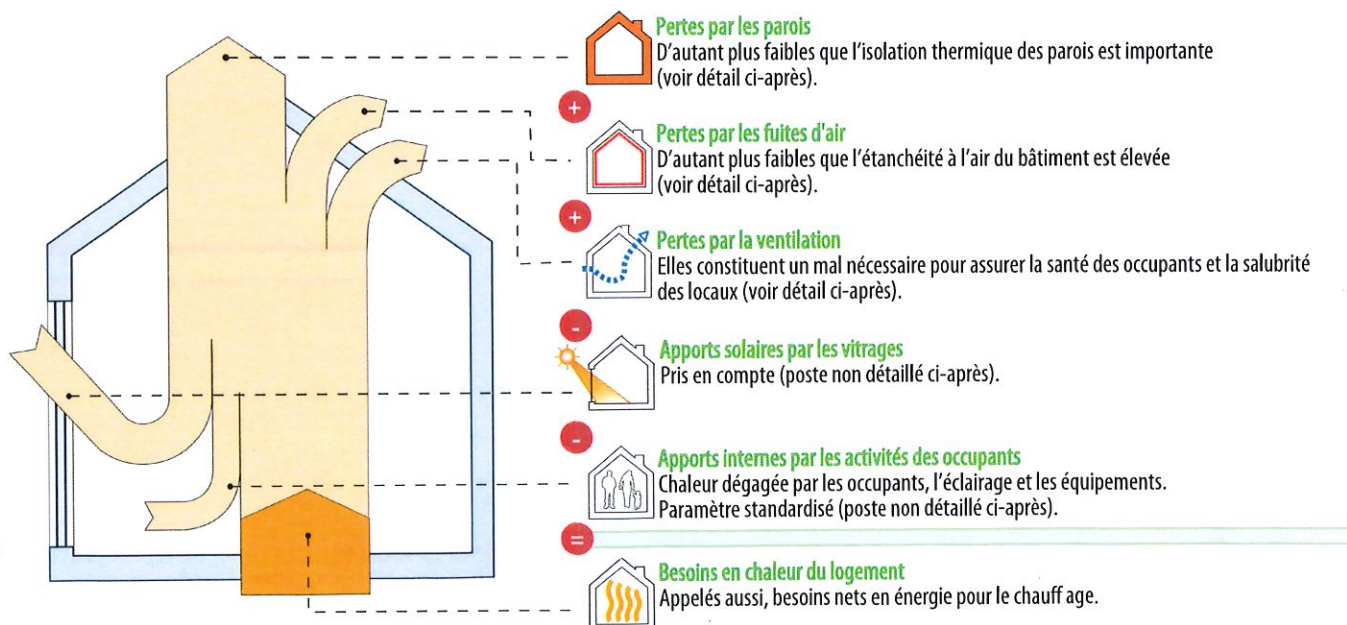 Pertes par les parois
D'autant plus faibles que l'isolation thermique des parois est importante
(voir détail ci-après).
+
Pertes par les fuites d'air
D'autant plus faibles que l'étanchéité à l'air du bâtiment est élevée
(voir détail ci-après).
+
Pertes par la ventilation
Elles constituent un mal nécessaire pour assurer la santé des occupants et la salubrité
des locaux (voir détail ci-après).
-
Apports solaires par les vitrages
Pris en compte (poste non détaillé ci-après).
-
Apports internes par les activités des occupants
Chaleur dégagée par les occupants, l'éclairage et les équipements.
Paramètre standardisé (poste non détaillé ci-après).
=
Besoins en chaleur du logement
Appelés aussi, besoins nets en énergie pour le chauff age.